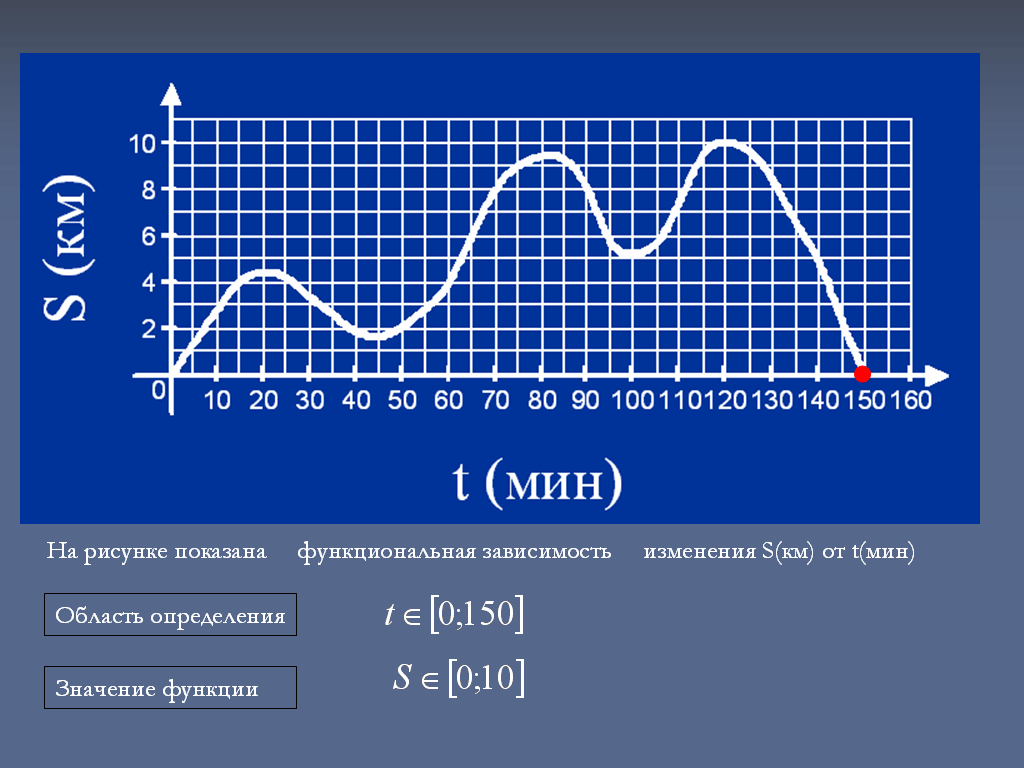 S (км)
10
8
6
4
2
0
10 20 30 40 50 60 70 80 90 100 110 120 130 140 150 160
t (мин)
На рисунке показана функциональная зависимость изменения S(км) от t(мин)
Область определения t ∈ [0;150]
Значение функции S ∈ [0;10]